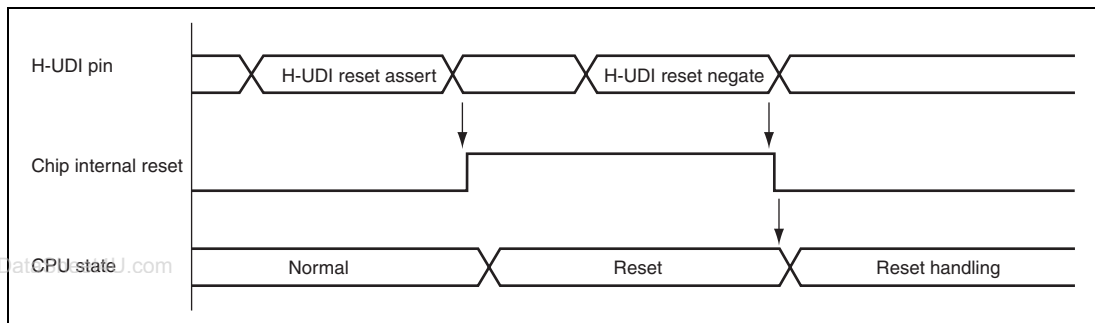 H-UDI pin
H-UDI reset assert
H-UDI reset negate
Chip internal reset
CPU state
Normal
Reset
Reset handling